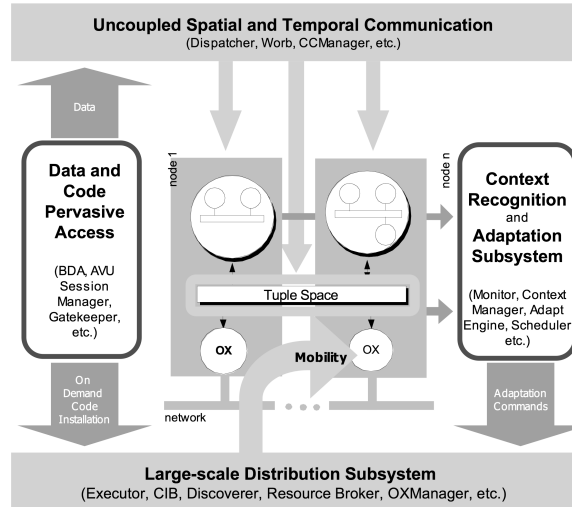 Uncoupled Spatial and Temporal Communication
(Dispatcher, Worb, CCManager, etc.)
Data
Data and
Code
Pervasive
Access
(BDA, AVU
Session
Manager,
Gatekeeper,
etc.)
On
Demand
Code
Installation
node 1
node n
Tuple Space
OX
Mobility
OX
network
Context
Recognition
and
Adaptation
Subsystem
(Monitor, Context
Manager, Adapt
Engine, Scheduler
etc.)
Adaptation
Commands
Large-scale Distribution Subsystem
(Executor, CIB, Discoverer, Resource Broker, OXManager, etc.)